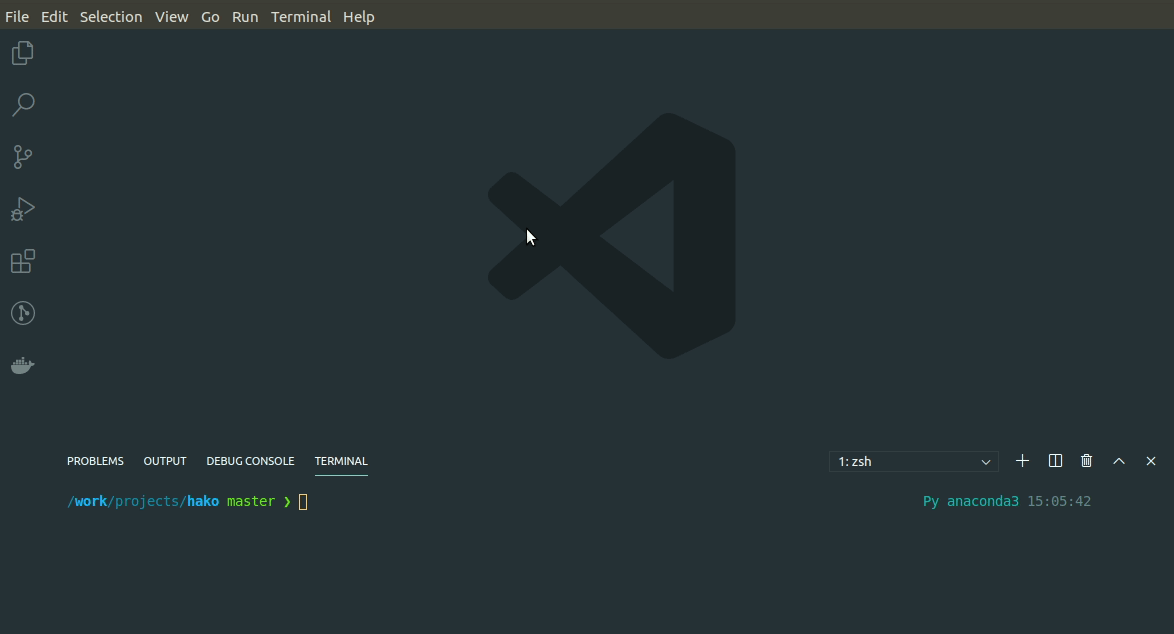 File Edit Selection View Go Run Terminal Help
PROBLEMS OUTPUT DEBUG CONSOLE TERMINAL 1: zsh
/work/projects/hako master ❯ Py anaconda3 15:05:42